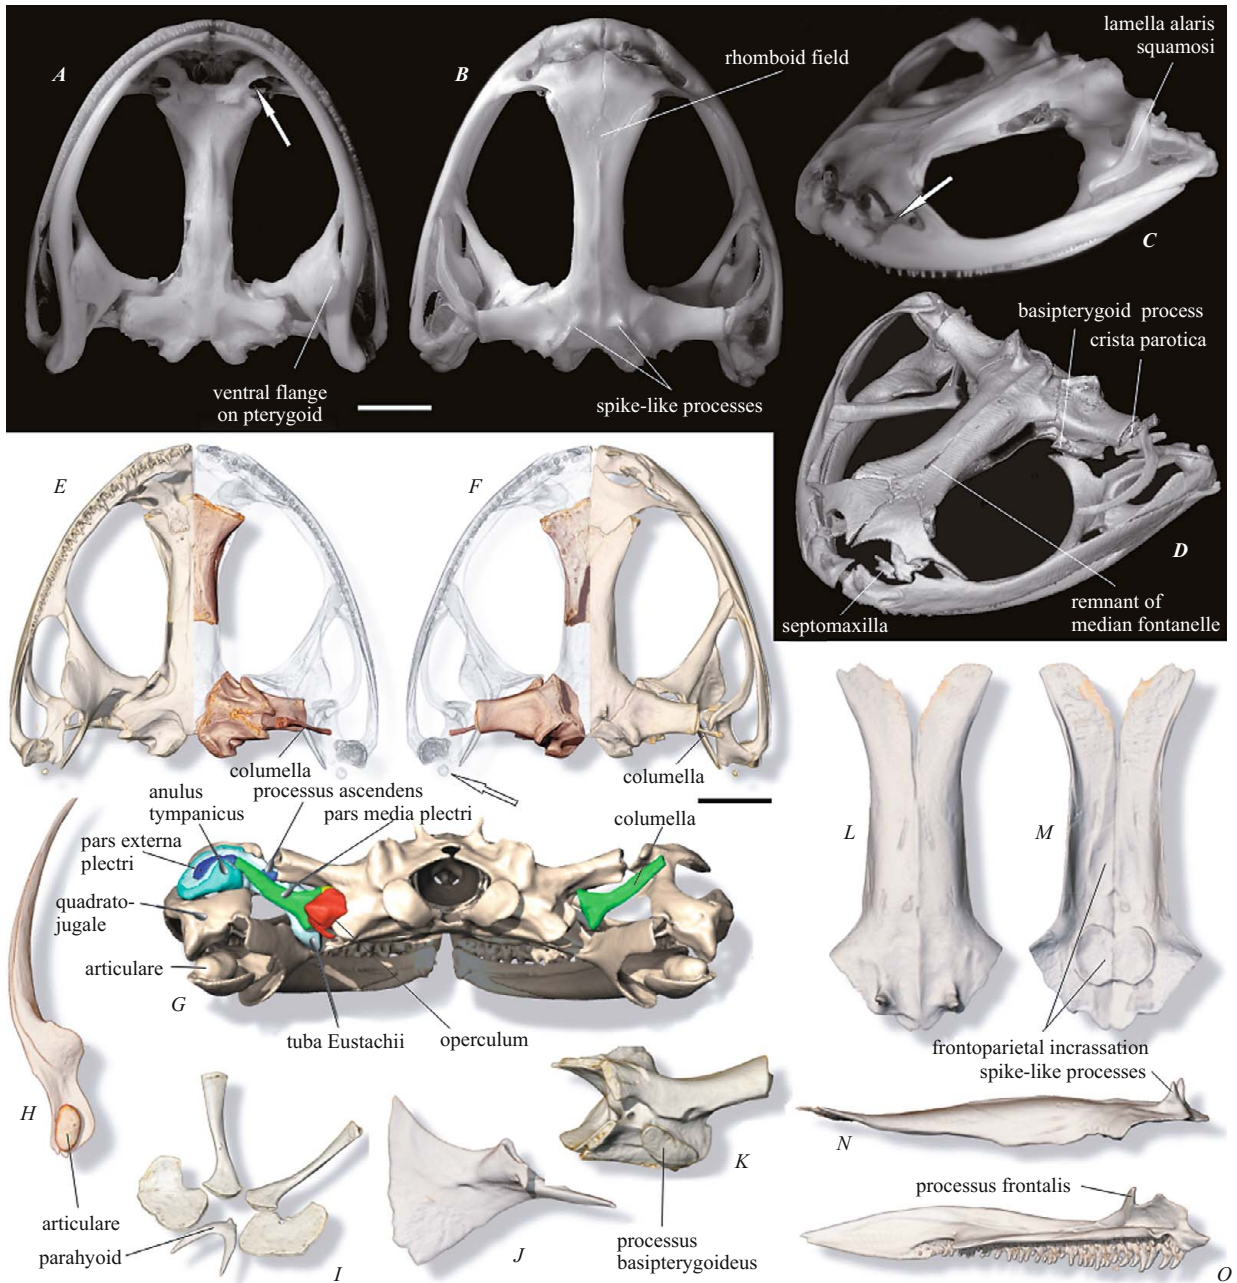 A
B
rhomboid field
lamella alaris
squamosi
C
ventral flange
on pterygoid
spike-like processes
basipterygoid process
crista parotica
D
septomaxilla
remnant of
median fontanelle
E
F
columella
columella
processus ascendens
anulus
tympanicus
pars media plectri
pars externa
plectri
columella
quadrato-
jugale
articulare
G
tuba Eustachii
operculum
L
M
frontoparietal incrassation
spike-like processes
H
articulare
parahyoid
I
J
K
processus
basipterygoideus
N
processus frontalis
O